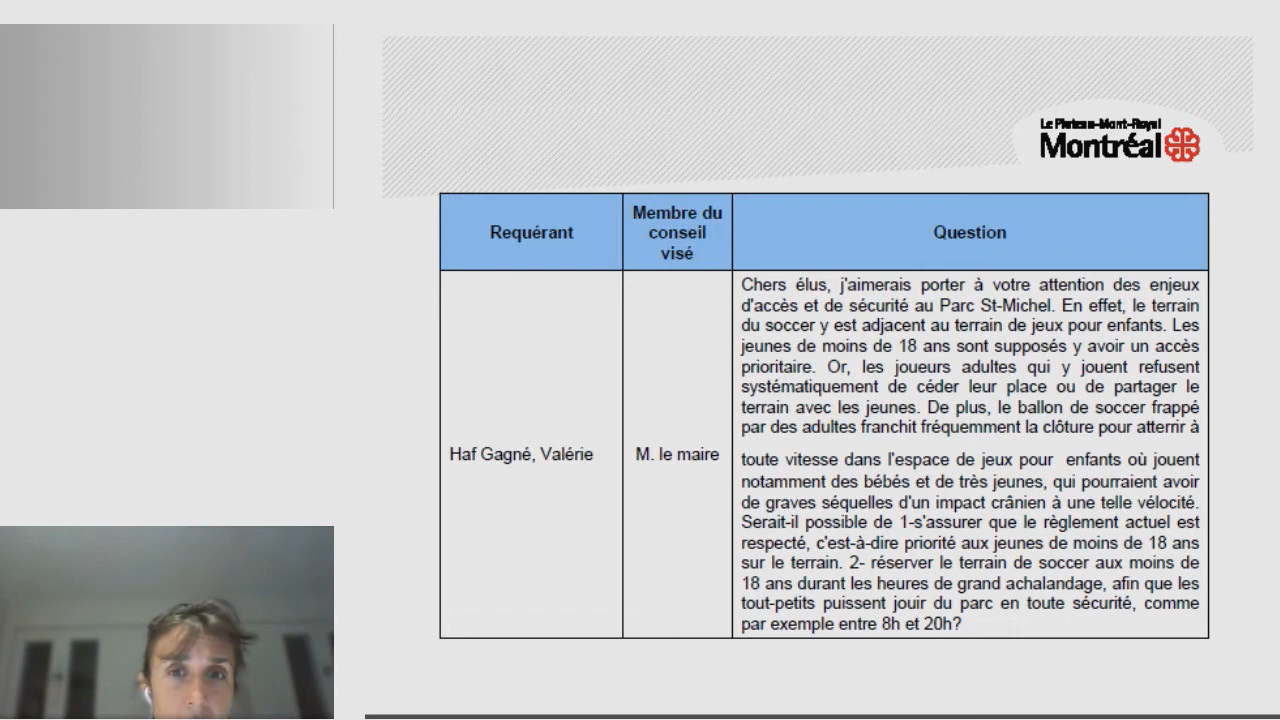 Le Plateau-Mont-Royal
Montréal
Requérant
Membre du
conseil
visé
Question
Haf Gagné, Valérie
M. le maire
Chers élus, j'aimerais porter à votre attention des enjeux
d'accès et de sécurité au Parc St-Michel. En effet, le terrain
du soccer y est adjacent au terrain de jeux pour enfants. Les
jeunes de moins de 18 ans sont supposés y avoir un accès
prioritaire. Or, les joueurs adultes qui y jouent refusent
systématiquement de céder leur place ou de partager le
terrain avec les jeunes. De plus, le ballon de soccer frappé
par des adultes franchit fréquemment la clôture pour atterrir à
toute vitesse dans l'espace de jeux pour enfants où jouent
notamment des bébés et de très jeunes, qui pourraient avoir
de graves séquelles d'un impact crânien à une telle vélocité.
Serait-il possible de 1-s'assurer que le règlement actuel est
respecté, c'est-à-dire priorité aux jeunes de moins de 18 ans
sur le terrain. 2- réserver le terrain de soccer aux moins de
18 ans durant les heures de grand achalandage, afin que les
tout-petits puissent jouir du parc en toute sécurité, comme
par exemple entre 8h et 20h?